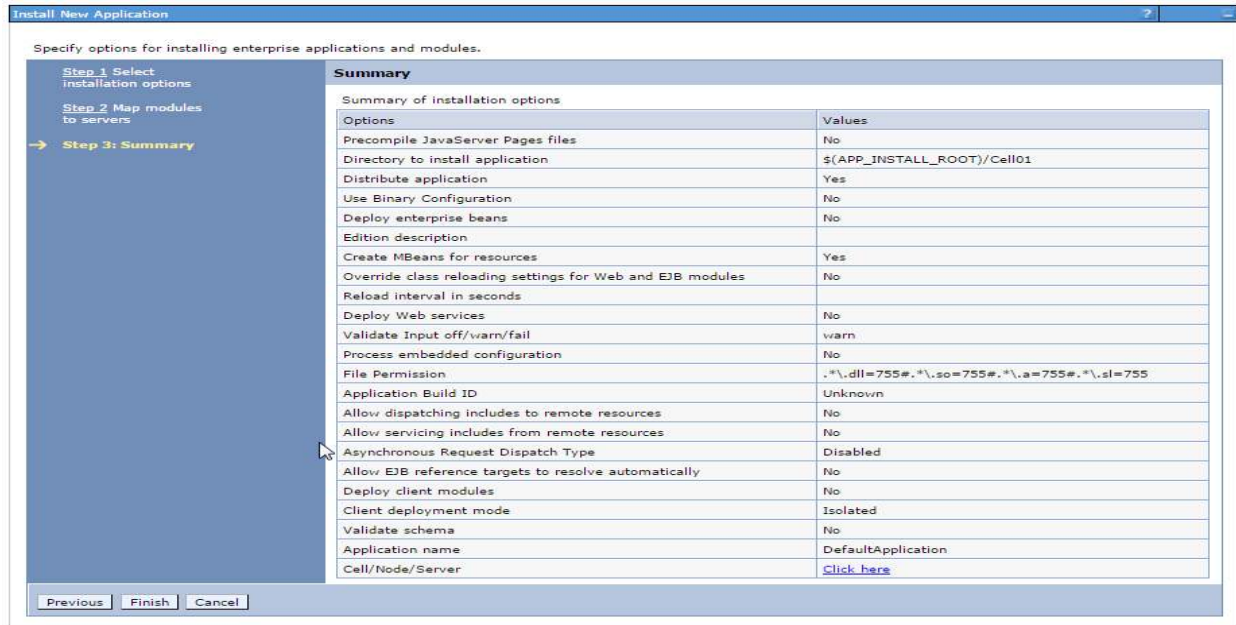 Install New Application
?
Specify options for installing enterprise applications and modules.
Step 1 Select
installation options
Step 2 Map modules
to servers
Step 3: Summary
Summary
Summary of installation options
Options Values
Precompile JavaServer Pages files No
Directory to install application $(APP_INSTALL_ROOT)/Cell01
Distribute application Yes
Use Binary Configuration No
Deploy enterprise beans No
Edition description
Create MBeans for resources Yes
Override class reloading settings for Web and EJB modules No
Reload interval in seconds
Deploy Web services No
Validate Input off/warn/fail warn
Process embedded configuration No
File Permission .*\.dll=755#.*\.so=755#.*\.a=755#.*\.sl=755
Application Build ID Unknown
Allow dispatching includes to remote resources No
Allow servicing includes from remote resources No
Asynchronous Request Dispatch Type Disabled
Allow EJB reference targets to resolve automatically No
Deploy client modules No
Client deployment mode Isolated
Validate schema No
Application name DefaultApplication
Cell/Node/Server Click here
Previous Finish Cancel